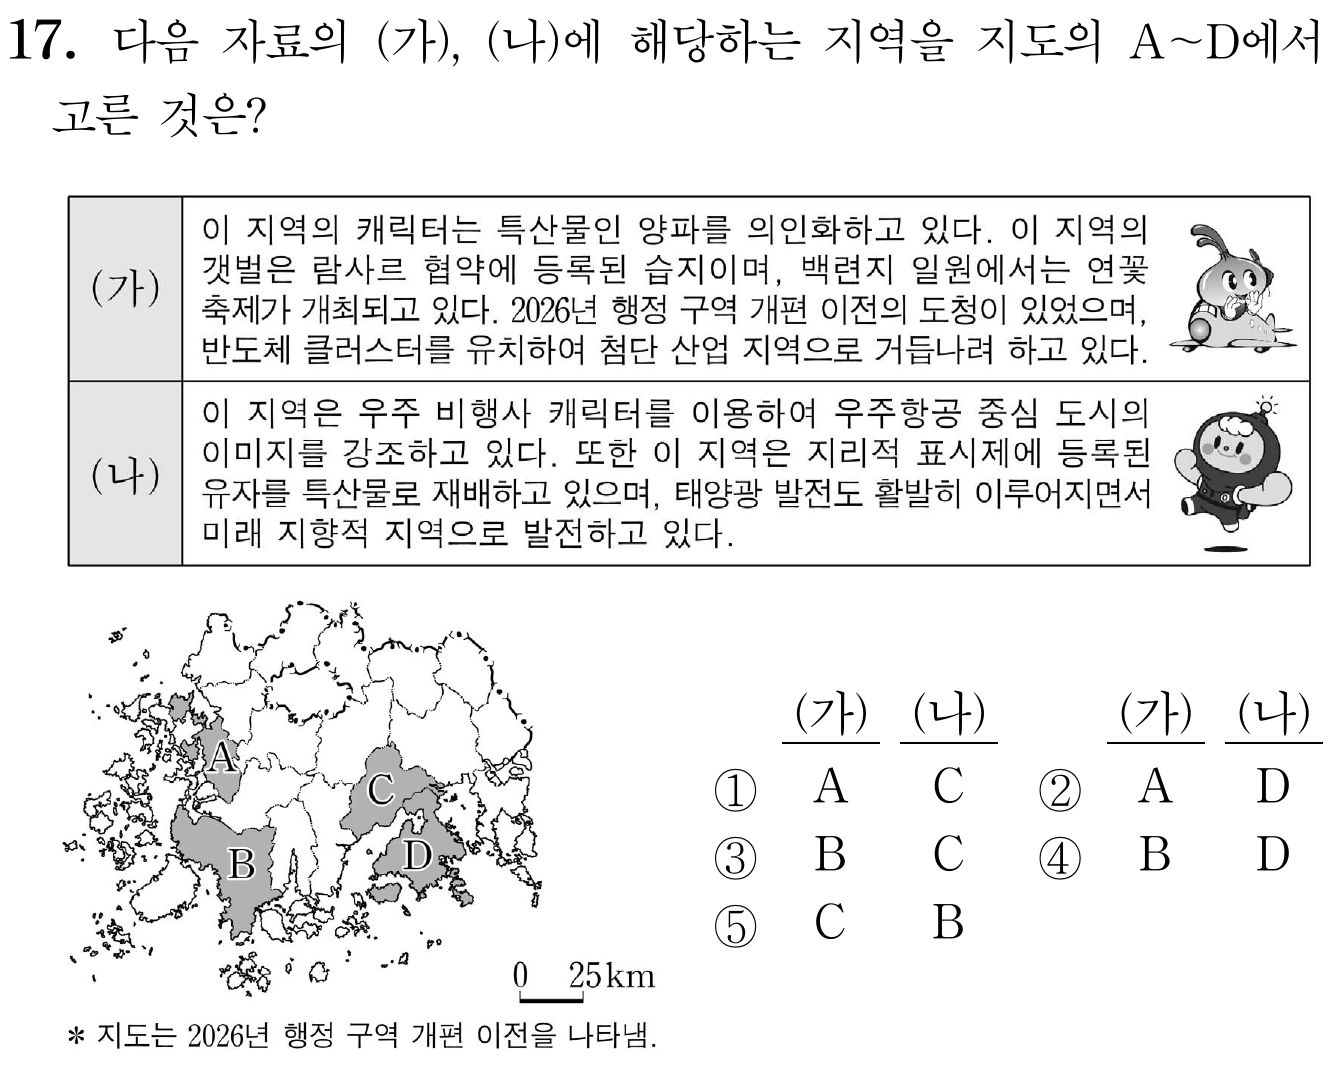 17. 다음 자료의 (가), (나)에 해당하는 지역을 지도의 A~D에서
고른 것은?
(가)
이 지역의 캐릭터는 특산물인 양파를 의인화하고 있다. 이 지역의
갯벌은 람사르 협약에 등록된 습지이며, 백련지 일원에서는 연꽃
축제가 개최되고 있다. 2026년 행정 구역 개편 이전의 도청이 있었으며,
반도체 클러스터를 유치하여 첨단 산업 지역으로 거듭나려 하고 있다.
(나)
이 지역은 우주 비행사 캐릭터를 이용하여 우주항공 중심 도시의
이미지를 강조하고 있다. 또한 이 지역은 지리적 표시제에 등록된
유자를 특산물로 재배하고 있으며, 태양광 발전도 활발히 이루어지면서
미래 지향적 지역으로 발전하고 있다.
A
C
B
D
0 25km
* 지도는 2026년 행정 구역 개편 이전을 나타냄.
(가) (나) (가) (나)
① A C ② A D
③ B C ④ B D
⑤ C B